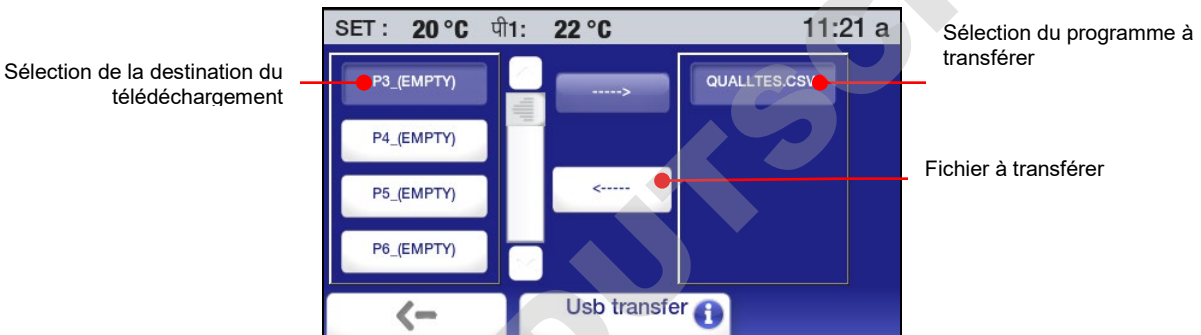 SET : 20 °C पी1: 22 °C 11:21 a
Sélection de la destination du
télédéchargement
P3_(EMPTY)
P4_(EMPTY)
P5_(EMPTY)
P6_(EMPTY)
----->
<-----
QUALLTES.CSV
Sélection du programme à
transférer
Fichier à transférer
Usb transfer